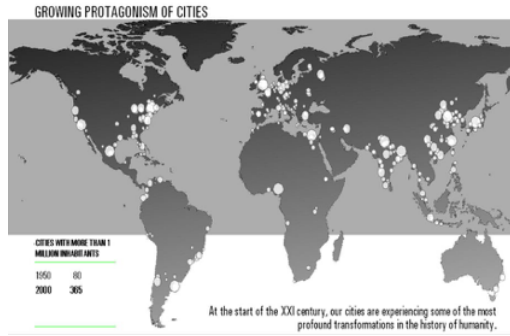 GROWING PROTAGONISM OF CITIES
CITIES WITH MORE THAN 1
MILLION INHABITANTS
1950 80
2000 365
At the start of the XXI century, our cities are experiencing some of the most
profound transformations in the history of humanity.